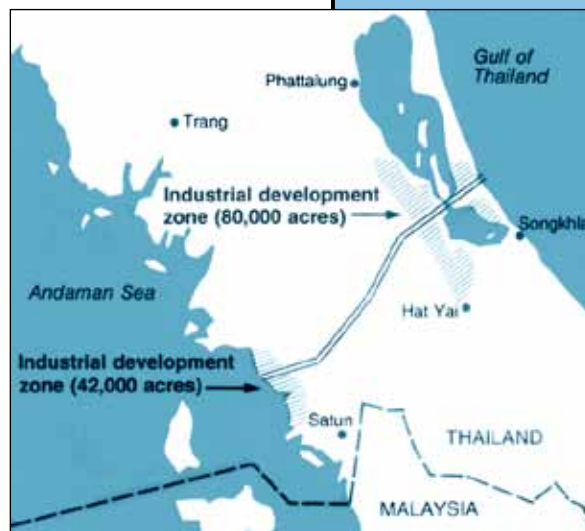 Gulf of
Thailand
Phattalung
Trang
Industrial development
zone (80,000 acres)
Songkhla
Andaman Sea
Hat Yai
Industrial development
zone (42,000 acres)
Satun
THAILAND
MALAYSIA